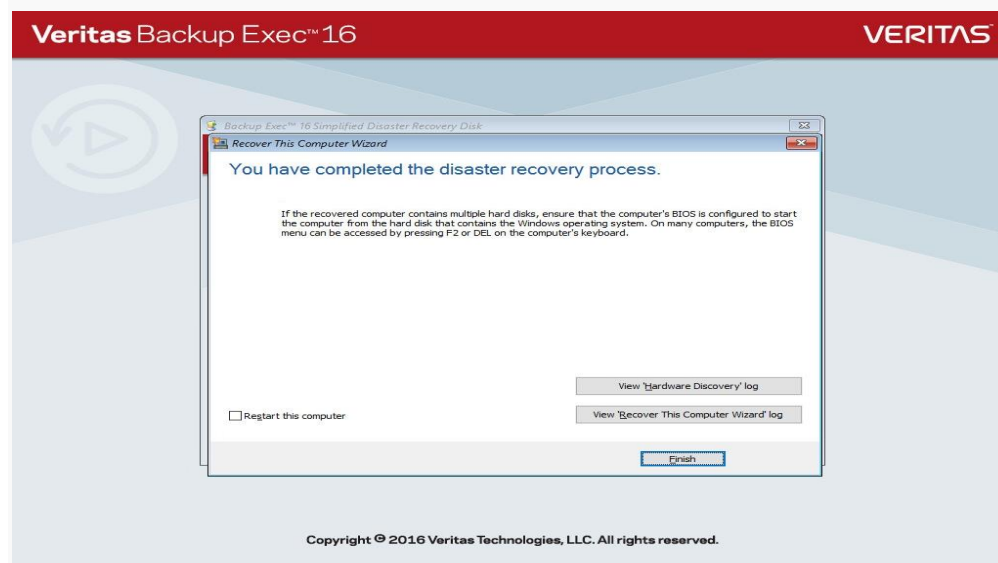 Veritas Backup Exec™ 16
VERITAS™
Backup Exec™ 16 Simplified Disaster Recovery Disk
Recover This Computer Wizard
You have completed the disaster recovery process.
If the recovered computer contains multiple hard disks, ensure that the computer's BIOS is configured to start
the computer from the hard disk that contains the Windows operating system. On many computers, the BIOS
menu can be accessed by pressing F2 or DEL on the computer's keyboard.
View 'Hardware Discovery' log
Restart this computer
View 'Recover This Computer Wizard' log
Finish
Copyright © 2016 Veritas Technologies, LLC. All rights reserved.